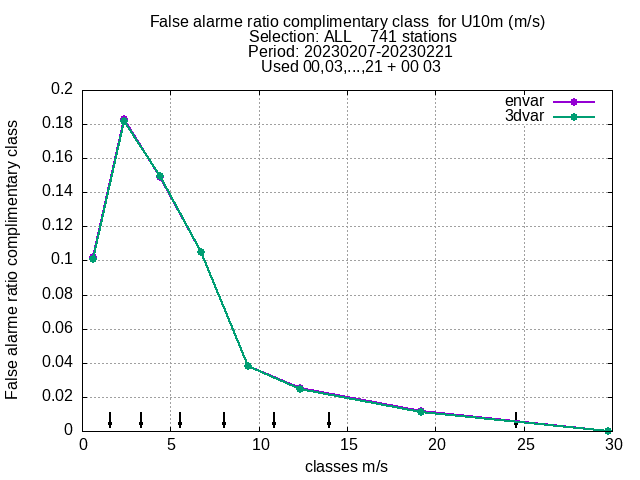 False alarme ratio complimentary class  for U10m (m/s)
Selection: ALL    741 stations
Period: 20230207-20230221
Used 00,03,...,21 + 00 03
envar
3dvar
False alarme ratio complimentary class
0.2
0.18
0.16
0.14
0.12
0.1
0.08
0.06
0.04
0.02
0
0 5 10 15 20 25 30
classes m/s